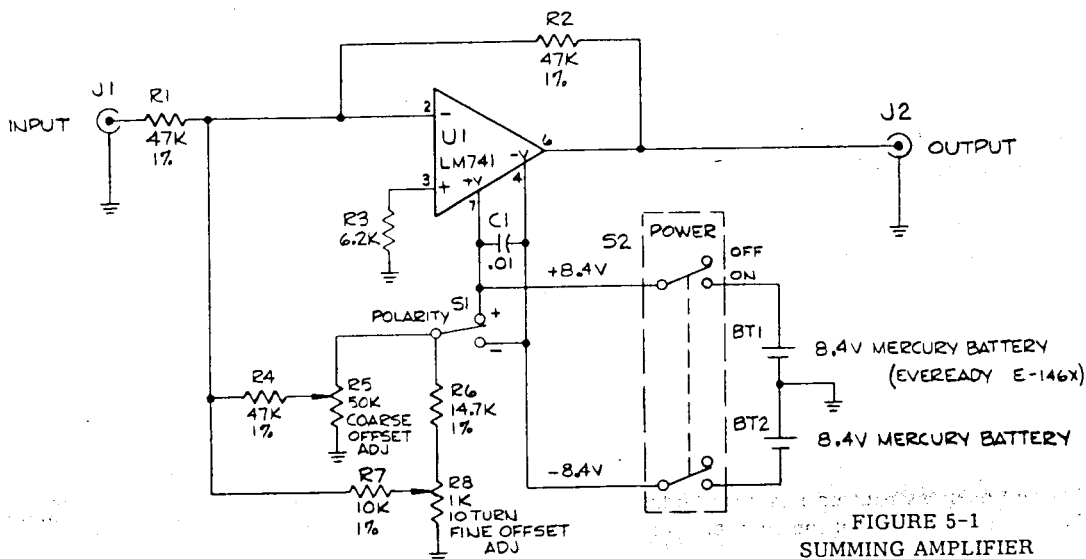 R2
47K
1%
J1
INPUT
R1
47K
1%
2
-
U1
LM741
6
J2
OUTPUT
3
+
+V
7
-V
4
R3
6.2K
C1
.01
S2
POWER
OFF
ON
+8.4V
S1
POLARITY
+
-
BT1
8.4V MERCURY BATTERY
(EVEREADY E-146X)
R4
47K
1%
R5
50K
COARSE
OFFSET
ADJ
R6
14.7K
1%
BT2
8.4V MERCURY BATTERY
-8.4V
R7
10K
1%
R8
1K
10 TURN
FINE OFFSET
ADJ
FIGURE 5-1
SUMMING AMPLIFIER